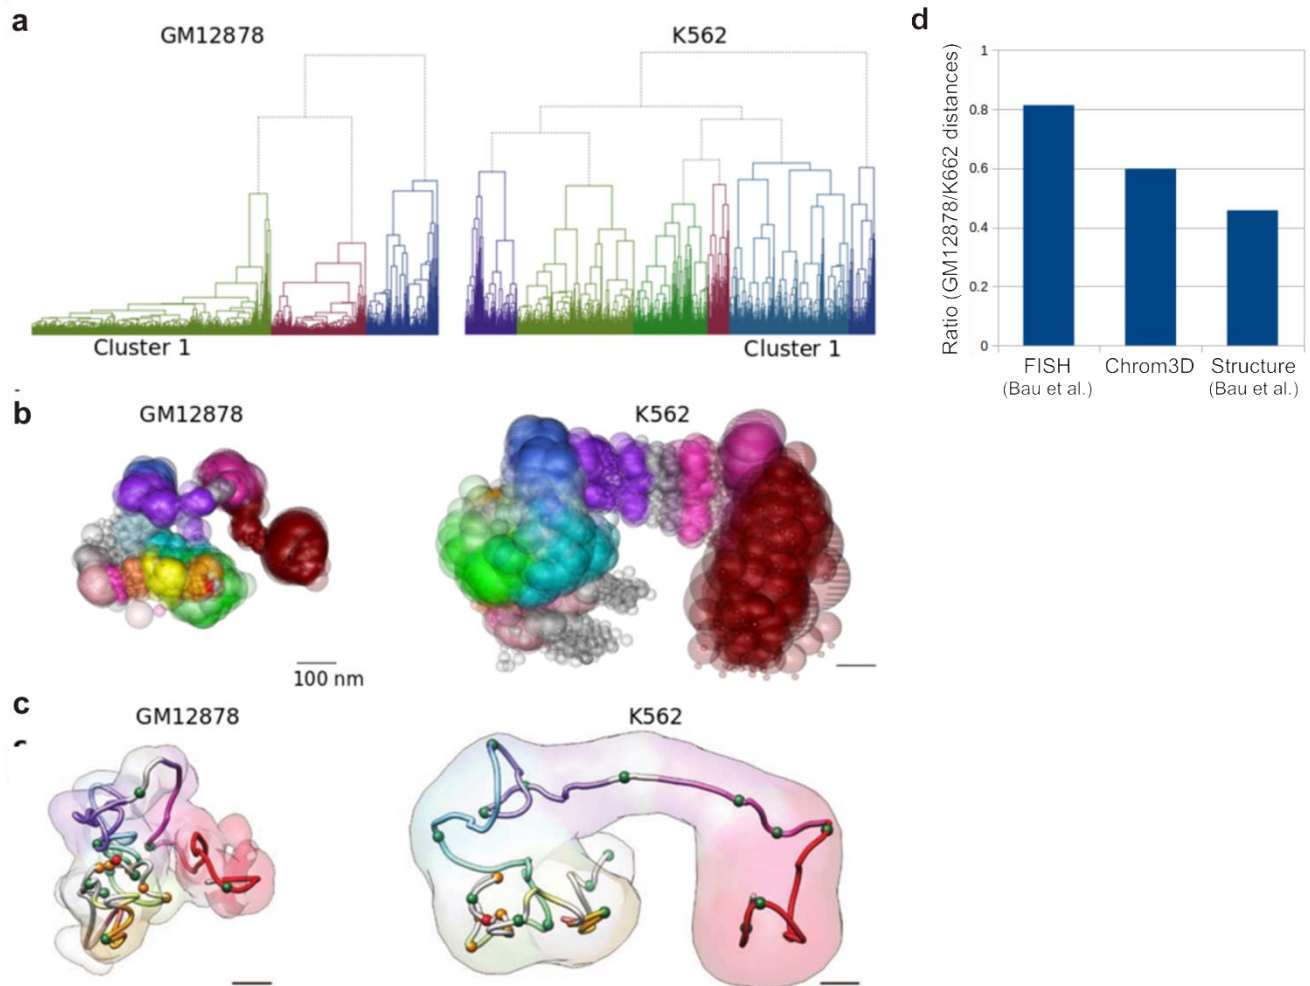 a
GM12878
K562
Cluster 1
Cluster 1
b
GM12878
K562
100 nm
c
GM12878
K562
d
Ratio (GM12878/K662 distances)
1
0.8
0.6
0.4
0.2
0
FISH
(Bau et al.)
Chrom3D
Structure
(Bau et al.)